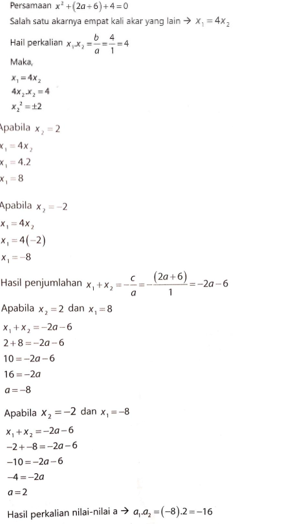 Persamaan x² + (2a + 6) + 4 = 0
Salah satu akarnya empat kali akar yang lain → x₁ = 4x₂
Hail perkalian x₁.x₂ = b/a = 4/1 = 4
Maka,
x₁ = 4x₂
4x₂.x₂ = 4
x₂² = ±2
Apabila x₂ = 2
x₁ = 4x₂
x₁ = 4.2
x₁ = 8
Apabila x₂ = −2
x₁ = 4x₂
x₁ = 4(−2)
x₁ = −8
Hasil penjumlahan x₁ + x₂ = −c/a = −(2a + 6)/1 = −2a − 6
Apabila x₂ = 2 dan x₁ = 8
x₁ + x₂ = −2a − 6
2 + 8 = −2a − 6
10 = −2a − 6
16 = −2a
a = −8
Apabila x₂ = −2 dan x₁ = −8
x₁ + x₂ = −2a − 6
−2 + −8 = −2a − 6
−10 = −2a − 6
−4 = −2a
a = 2
Hasil perkalian nilai-nilai a → a₁.a₂ = (−8).2 = −16